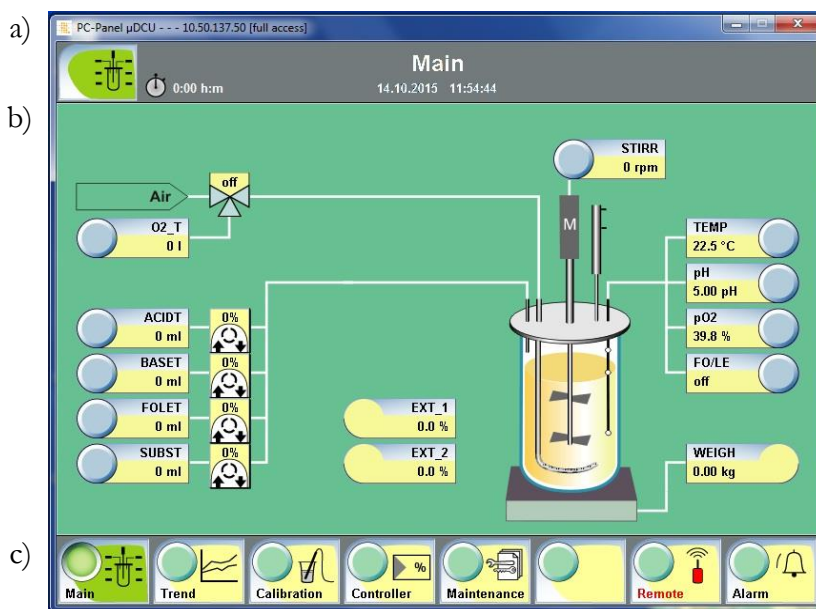 a)
PC-Panel µDCU - - - 10.50.137.50 [full access]
Main
0:00 h:m
14.10.2015 11:54:44
b)
STIRR
0 rpm
off
Air
O2_T
0 l
M
TEMP
22.5 °C
pH
5.00 pH
pO2
39.8 %
FO/LE
off
ACIDT
0 ml
0%
BASET
0 ml
0%
FOLET
0 ml
0%
SUBST
0 ml
0%
EXT_1
0.0 %
EXT_2
0.0 %
WEIGH
0.00 kg
c)
Main
Trend
Calibration
%
Controller
Maintenance
Remote
Alarm